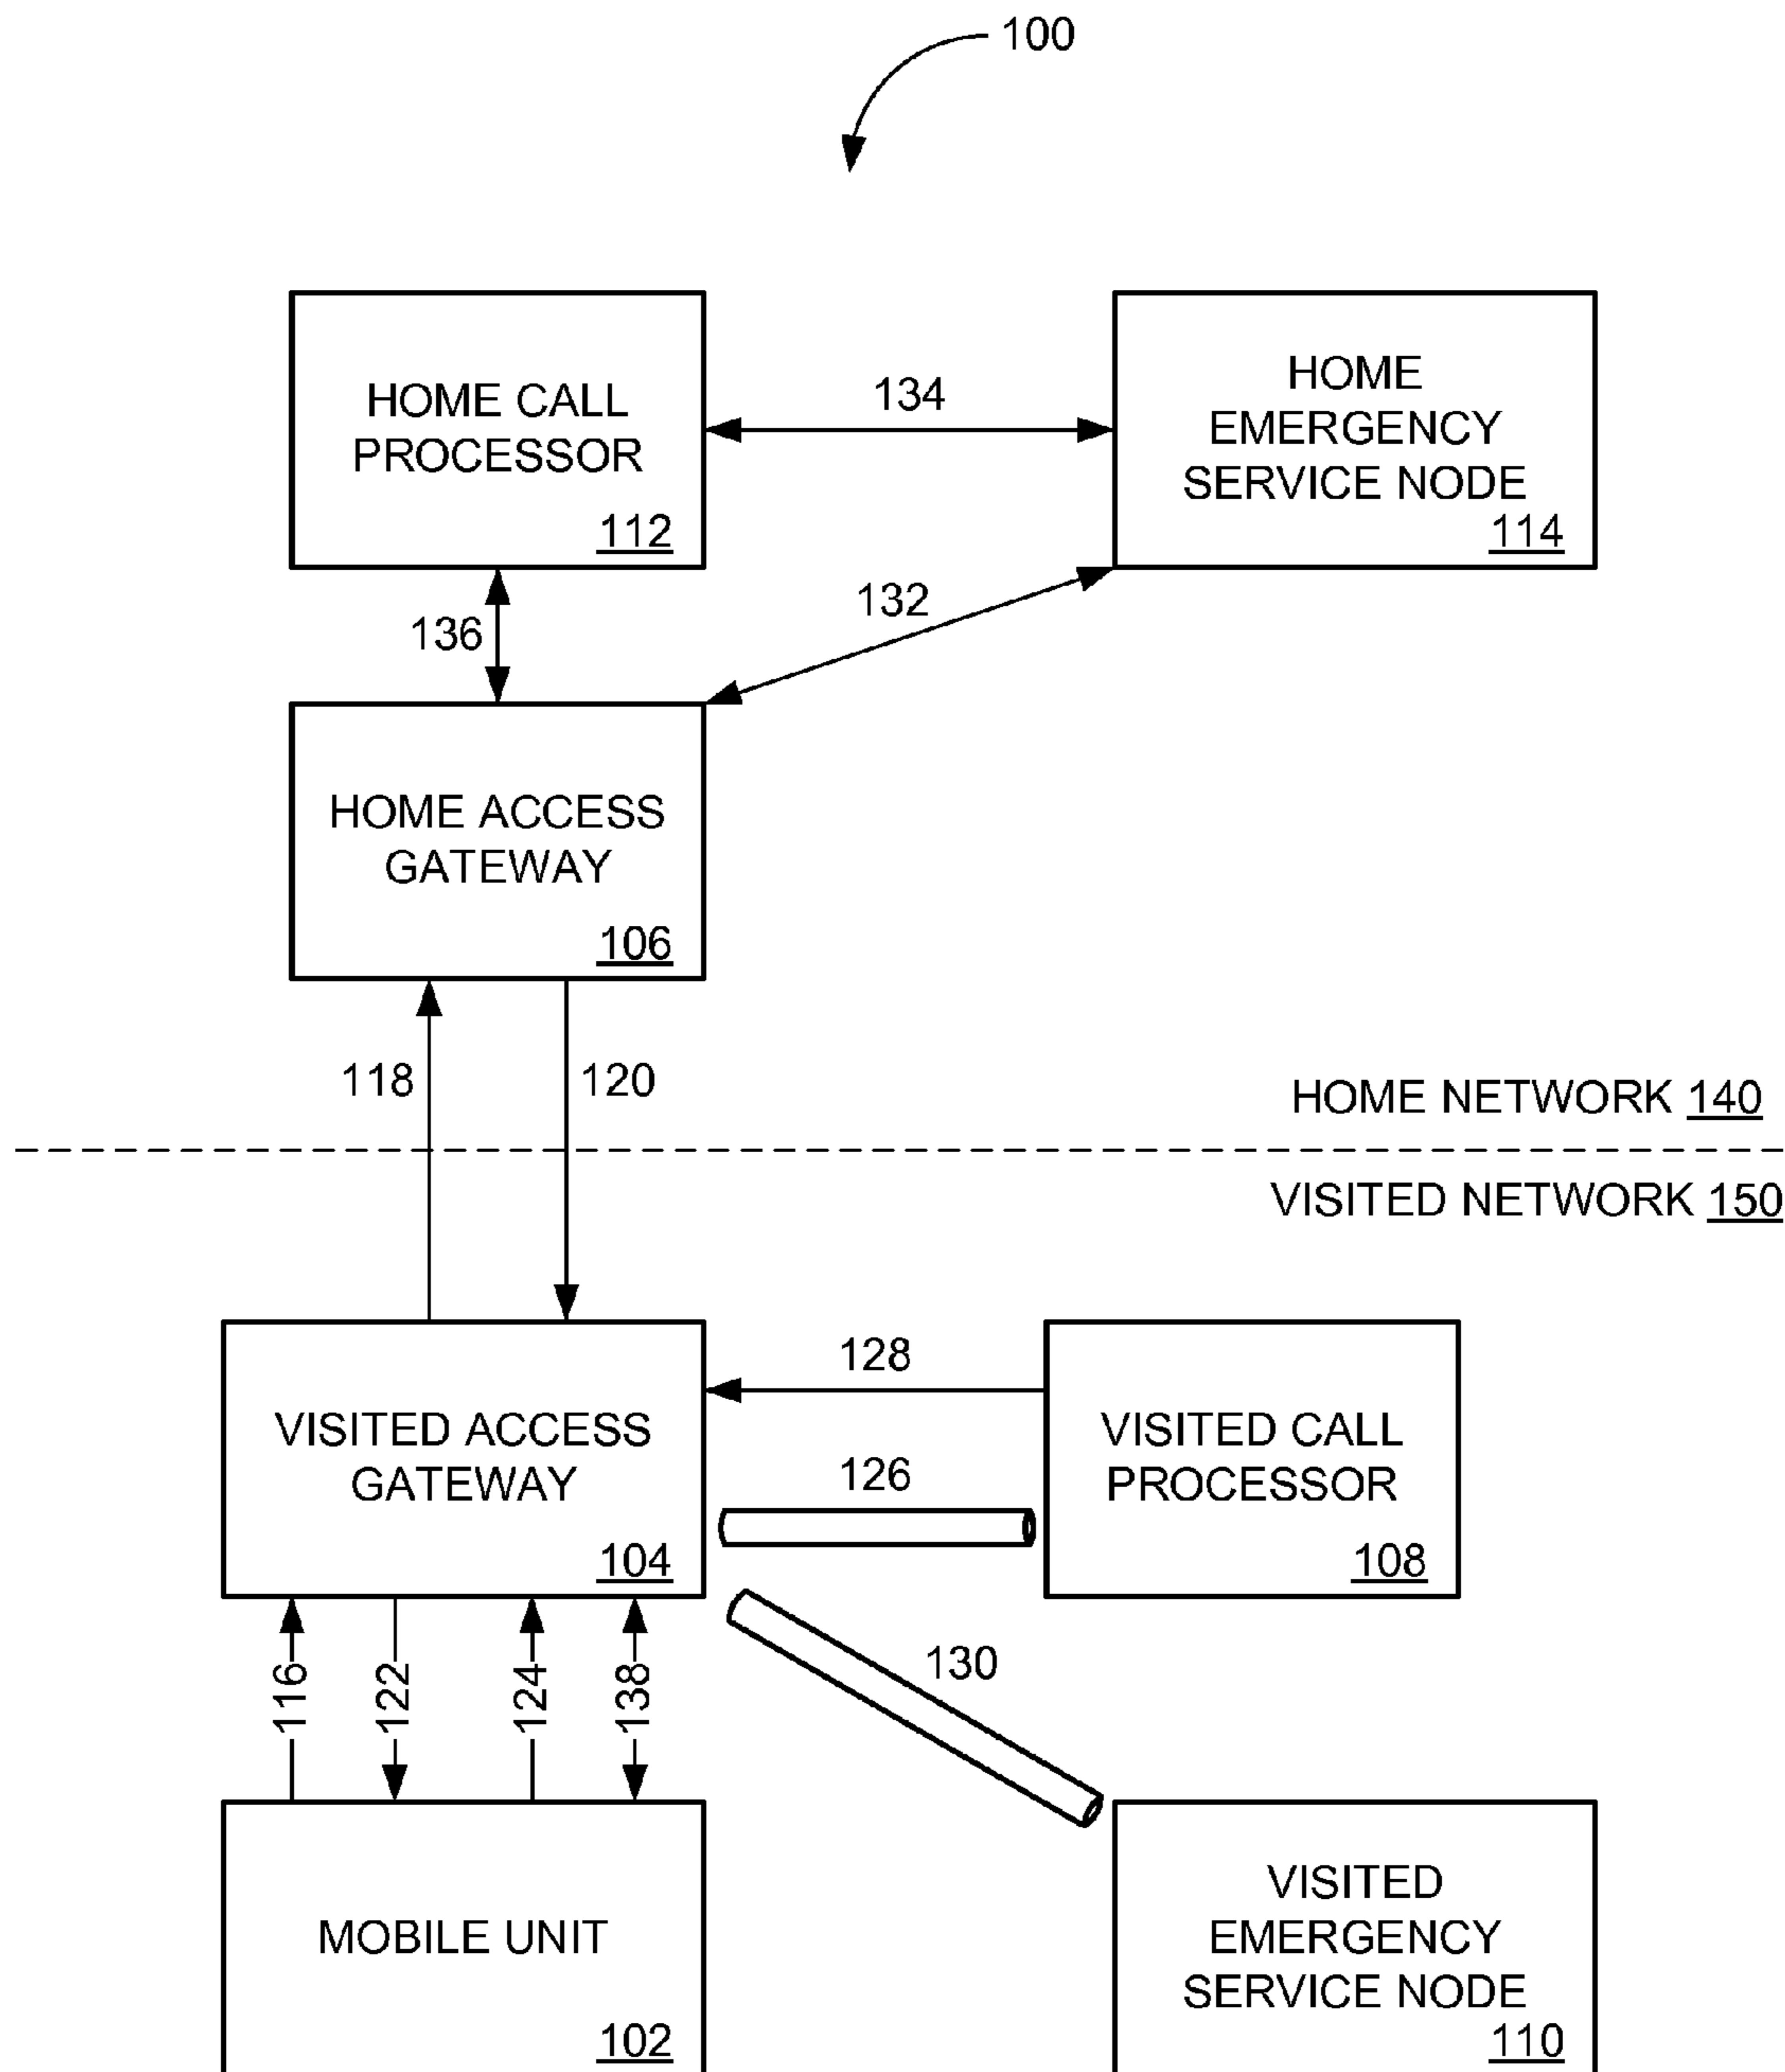 100
HOME CALL
PROCESSOR
112
134
HOME
EMERGENCY
SERVICE NODE
114
136
132
HOME ACCESS
GATEWAY
106
118
120
HOME NETWORK 140
VISITED NETWORK 150
VISITED ACCESS
GATEWAY
104
128
126
VISITED CALL
PROCESSOR
108
116
122
124
138
130
MOBILE UNIT
102
VISITED
EMERGENCY
SERVICE NODE
110